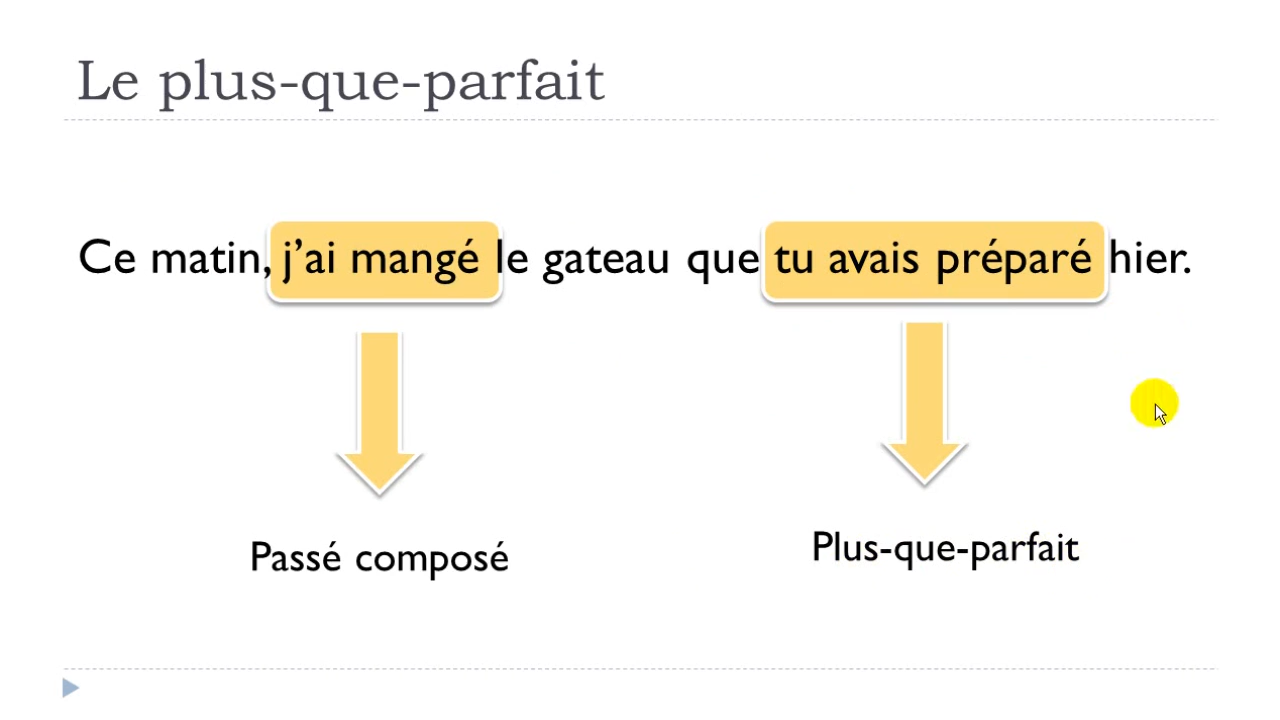 Le plus-que-parfait
Ce matin, j’ai mangé le gateau que tu avais préparé hier.
Passé composé
Plus-que-parfait